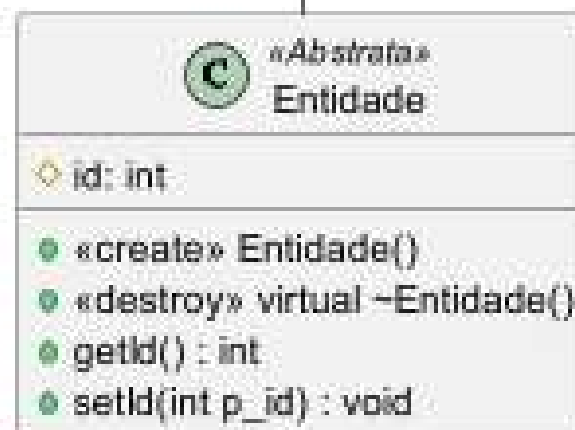 C
«Abstrata»
Entidade
id: int
«create» Entidade()
«destroy» virtual ~Entidade()
getId() : int
setId(int p_id) : void